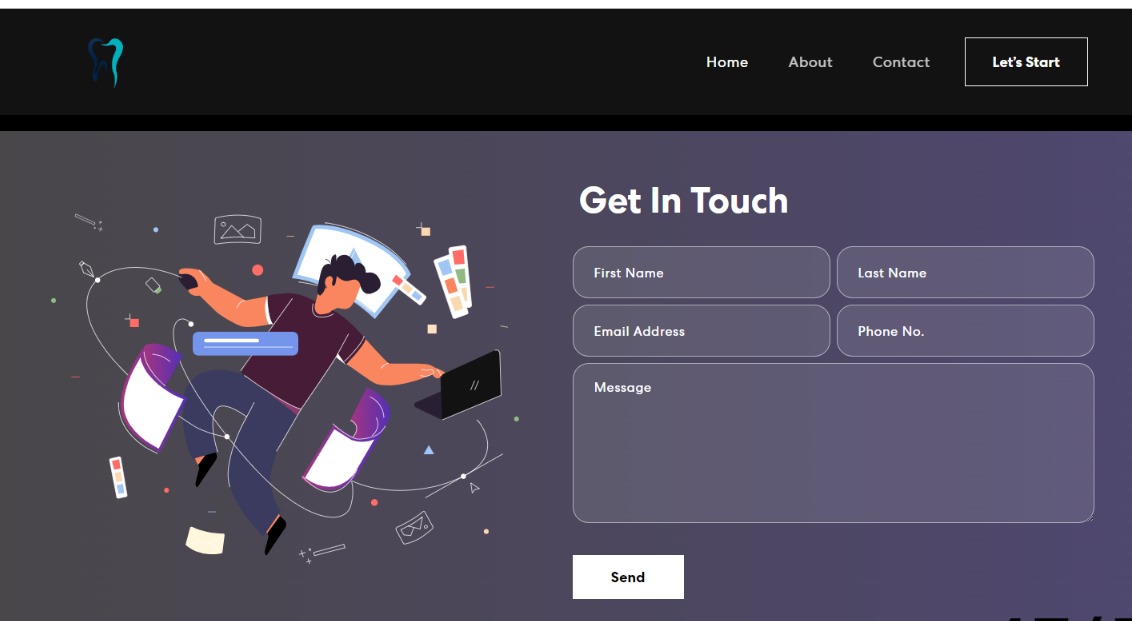 Home About Contact Let's Start
Get In Touch
First Name Last Name
Email Address Phone No.
Message
Send